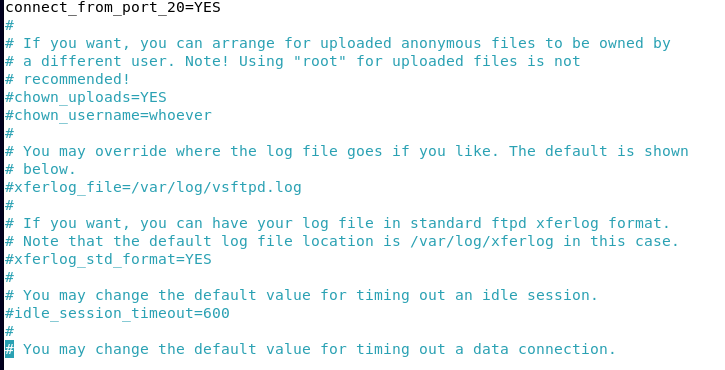 connect_from_port_20=YES
#
# If you want, you can arrange for uploaded anonymous files to be owned by
# a different user. Note! Using "root" for uploaded files is not
# recommended!
#chown_uploads=YES
#chown_username=whoever
#
# You may override where the log file goes if you like. The default is shown
# below.
#xferlog_file=/var/log/vsftpd.log
#
# If you want, you can have your log file in standard ftpd xferlog format.
# Note that the default log file location is /var/log/xferlog in this case.
#xferlog_std_format=YES
#
# You may change the default value for timing out an idle session.
#idle_session_timeout=600
#
# You may change the default value for timing out a data connection.